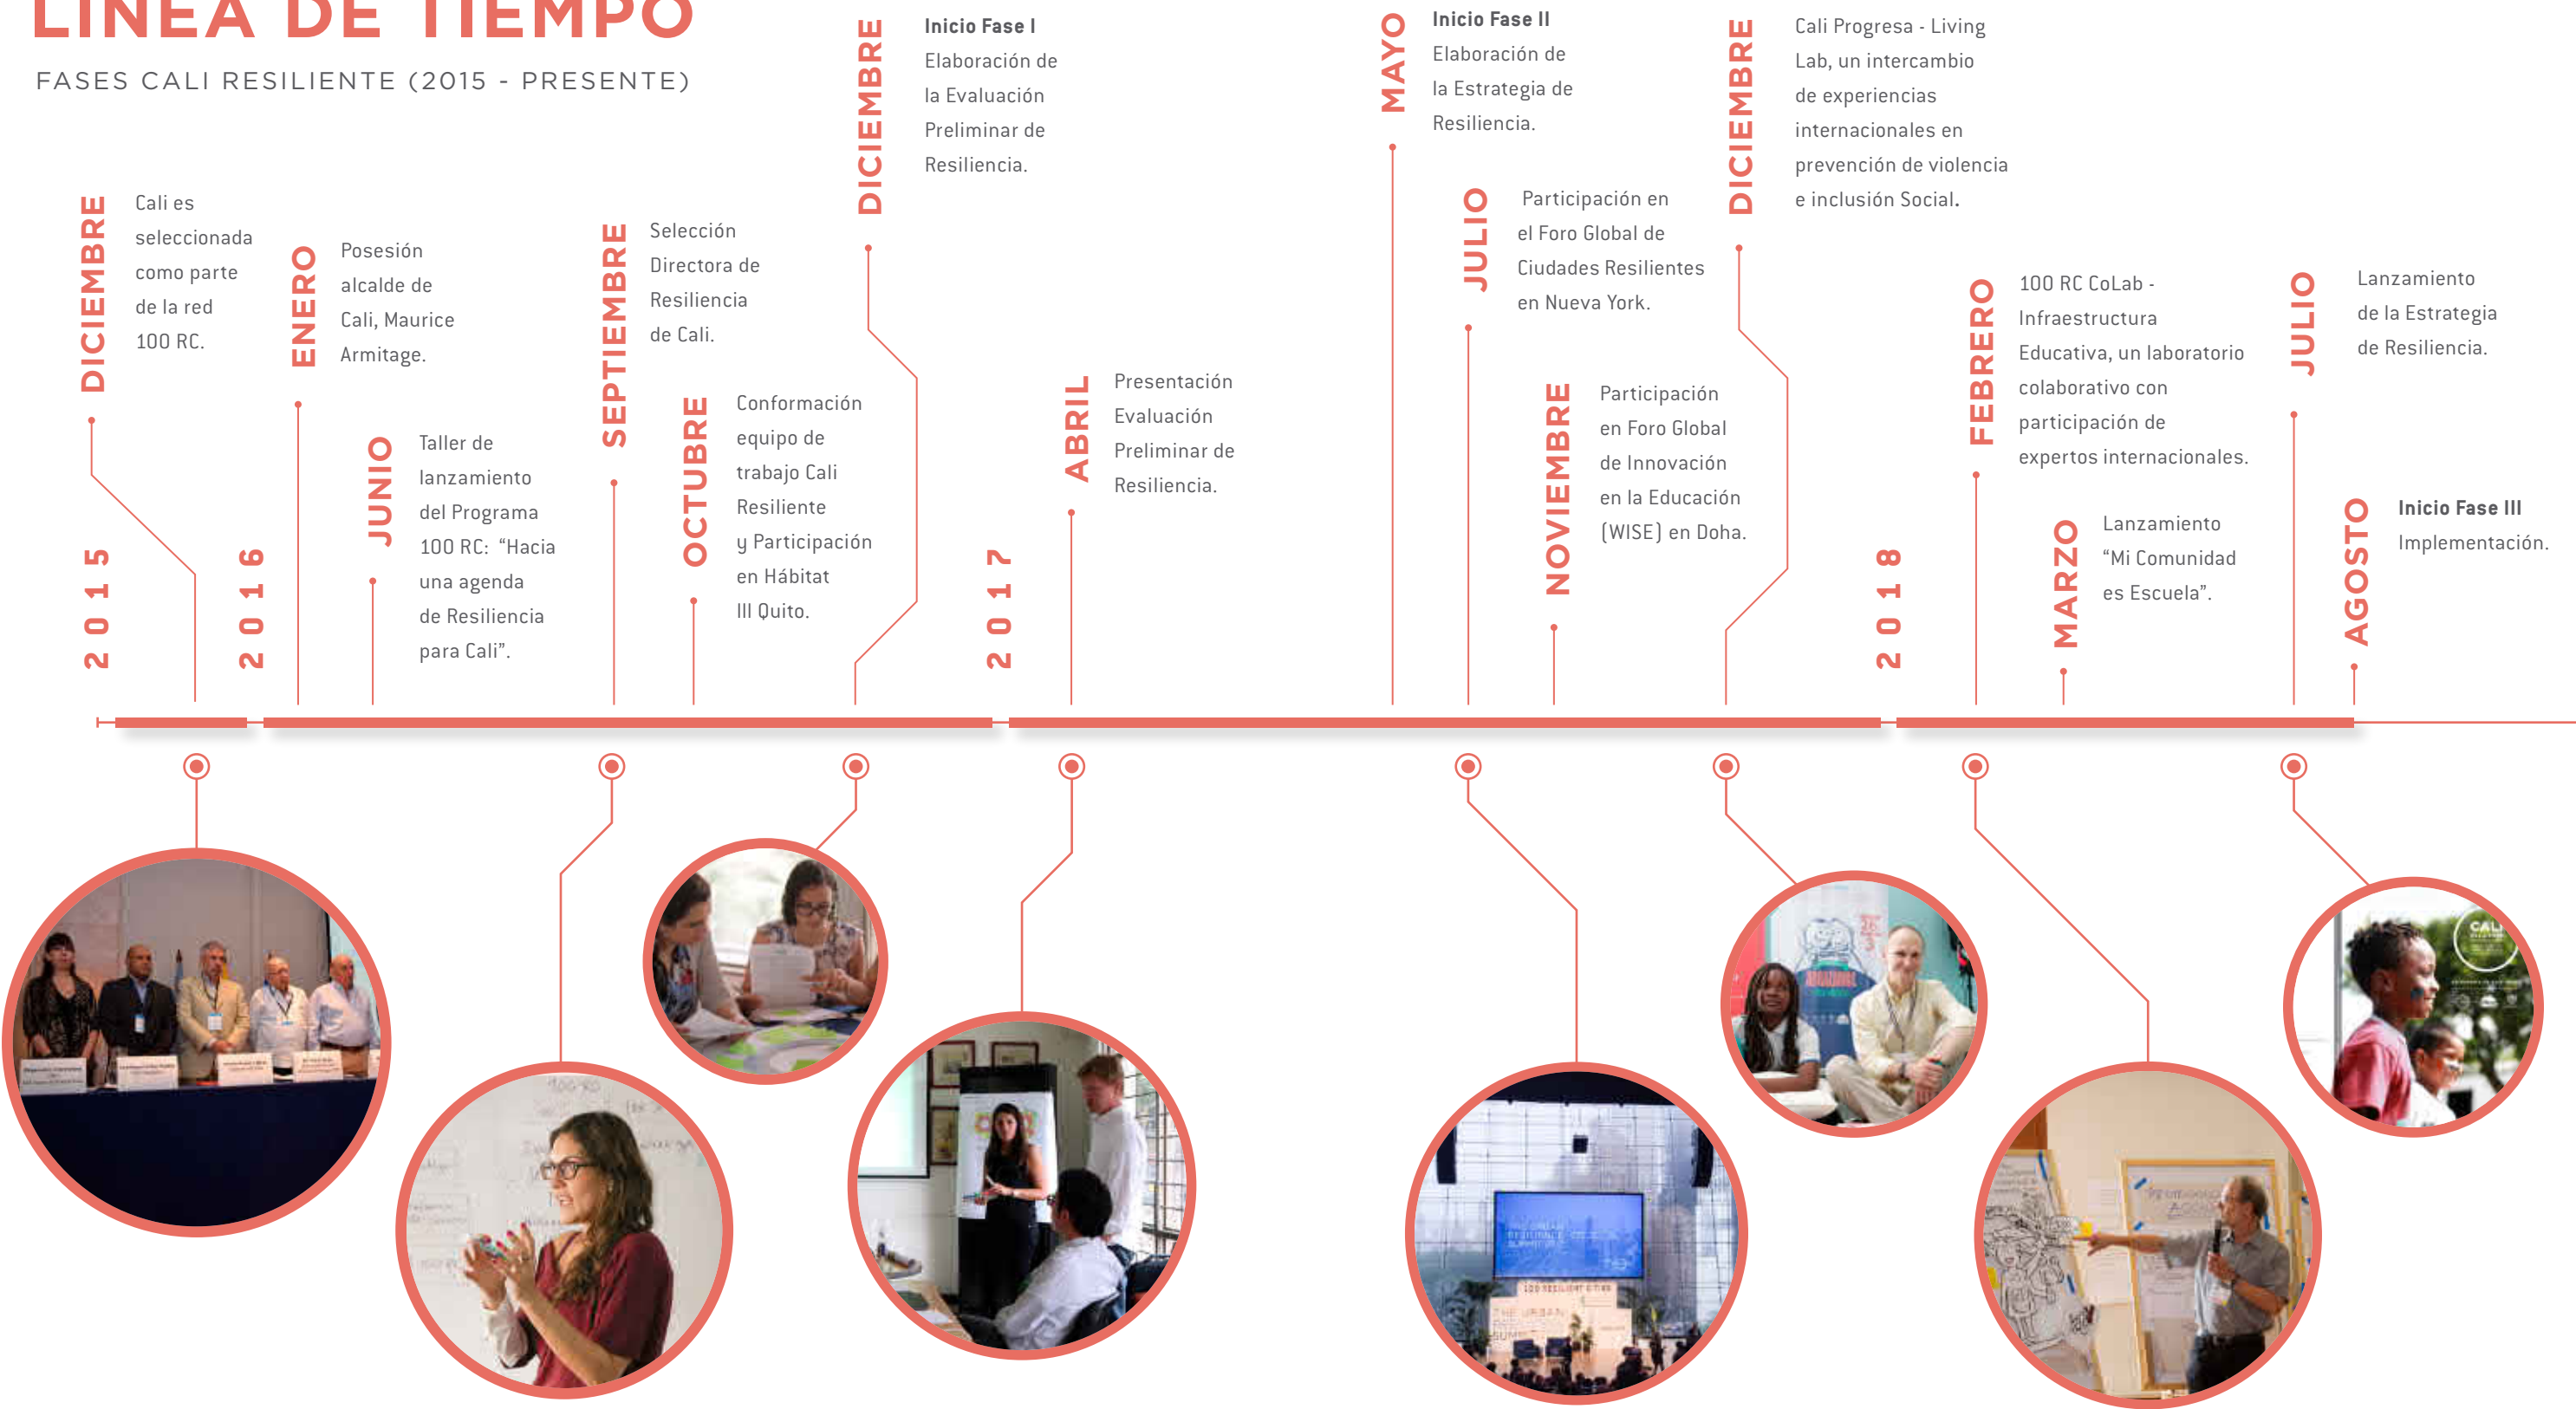 LÍNEA DE TIEMPO
FASES CALI RESILIENTE (2015 - PRESENTE)
2015
DICIEMBRE
Cali es
seleccionada
como parte
de la red
100 RC.
2016
ENERO
Posesión
alcalde de
Cali, Maurice
Armitage.
JUNIO
Taller de
lanzamiento
del Programa
100 RC: “Hacia
una agenda
de Resiliencia
para Cali”.
SEPTIEMBRE
Selección
Directora de
Resiliencia
de Cali.
OCTUBRE
Conformación
equipo de
trabajo Cali
Resiliente
y Participación
en Hábitat
III Quito.
DICIEMBRE
Inicio Fase I
Elaboración de
la Evaluación
Preliminar de
Resiliencia.
2017
ABRIL
Presentación
Evaluación
Preliminar de
Resiliencia.
MAYO
Inicio Fase II
Elaboración de
la Estrategia de
Resiliencia.
JULIO
Participación en
el Foro Global de
Ciudades Resilientes
en Nueva York.
NOVIEMBRE
Participación
en Foro Global
de Innovación
en la Educación
(WISE) en Doha.
DICIEMBRE
Cali Progresa - Living
Lab, un intercambio
de experiencias
internacionales en
prevención de violencia
e inclusión Social.
2018
FEBRERO
100 RC CoLab -
Infraestructura
Educativa, un laboratorio
colaborativo con
participación de
expertos internacionales.
MARZO
Lanzamiento
“Mi Comunidad
es Escuela”.
JULIO
Lanzamiento
de la Estrategia
de Resiliencia.
AGOSTO
Inicio Fase III
Implementación.
100 RESILIENT CITIES
THE URBAN
CALI